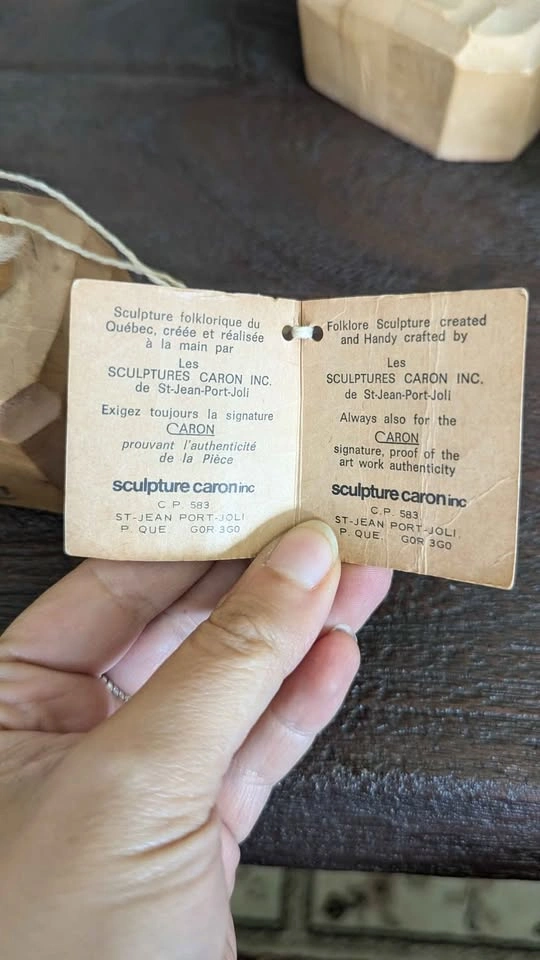 Sculpture folklorique du
Québec, créée et réalisée
à la main par
Les
SCULPTURES CARON INC.
de St-Jean-Port-Joli
Exigez toujours la signature
CARON
prouvant l'authenticité
de la Pièce
sculpture caron inc
C.P. 583
ST-JEAN PORT-JOLI
P. QUE. G0R 3G0
Folklore Sculpture created
and Handy crafted by
Les
SCULPTURES CARON INC.
de St-Jean-Port-Joli
Always also for the
CARON
signature, proof of the
art work authenticity
sculpture caron inc
C.P. 583
ST-JEAN PORT-JOLI,
P. QUE. G0R 3G0